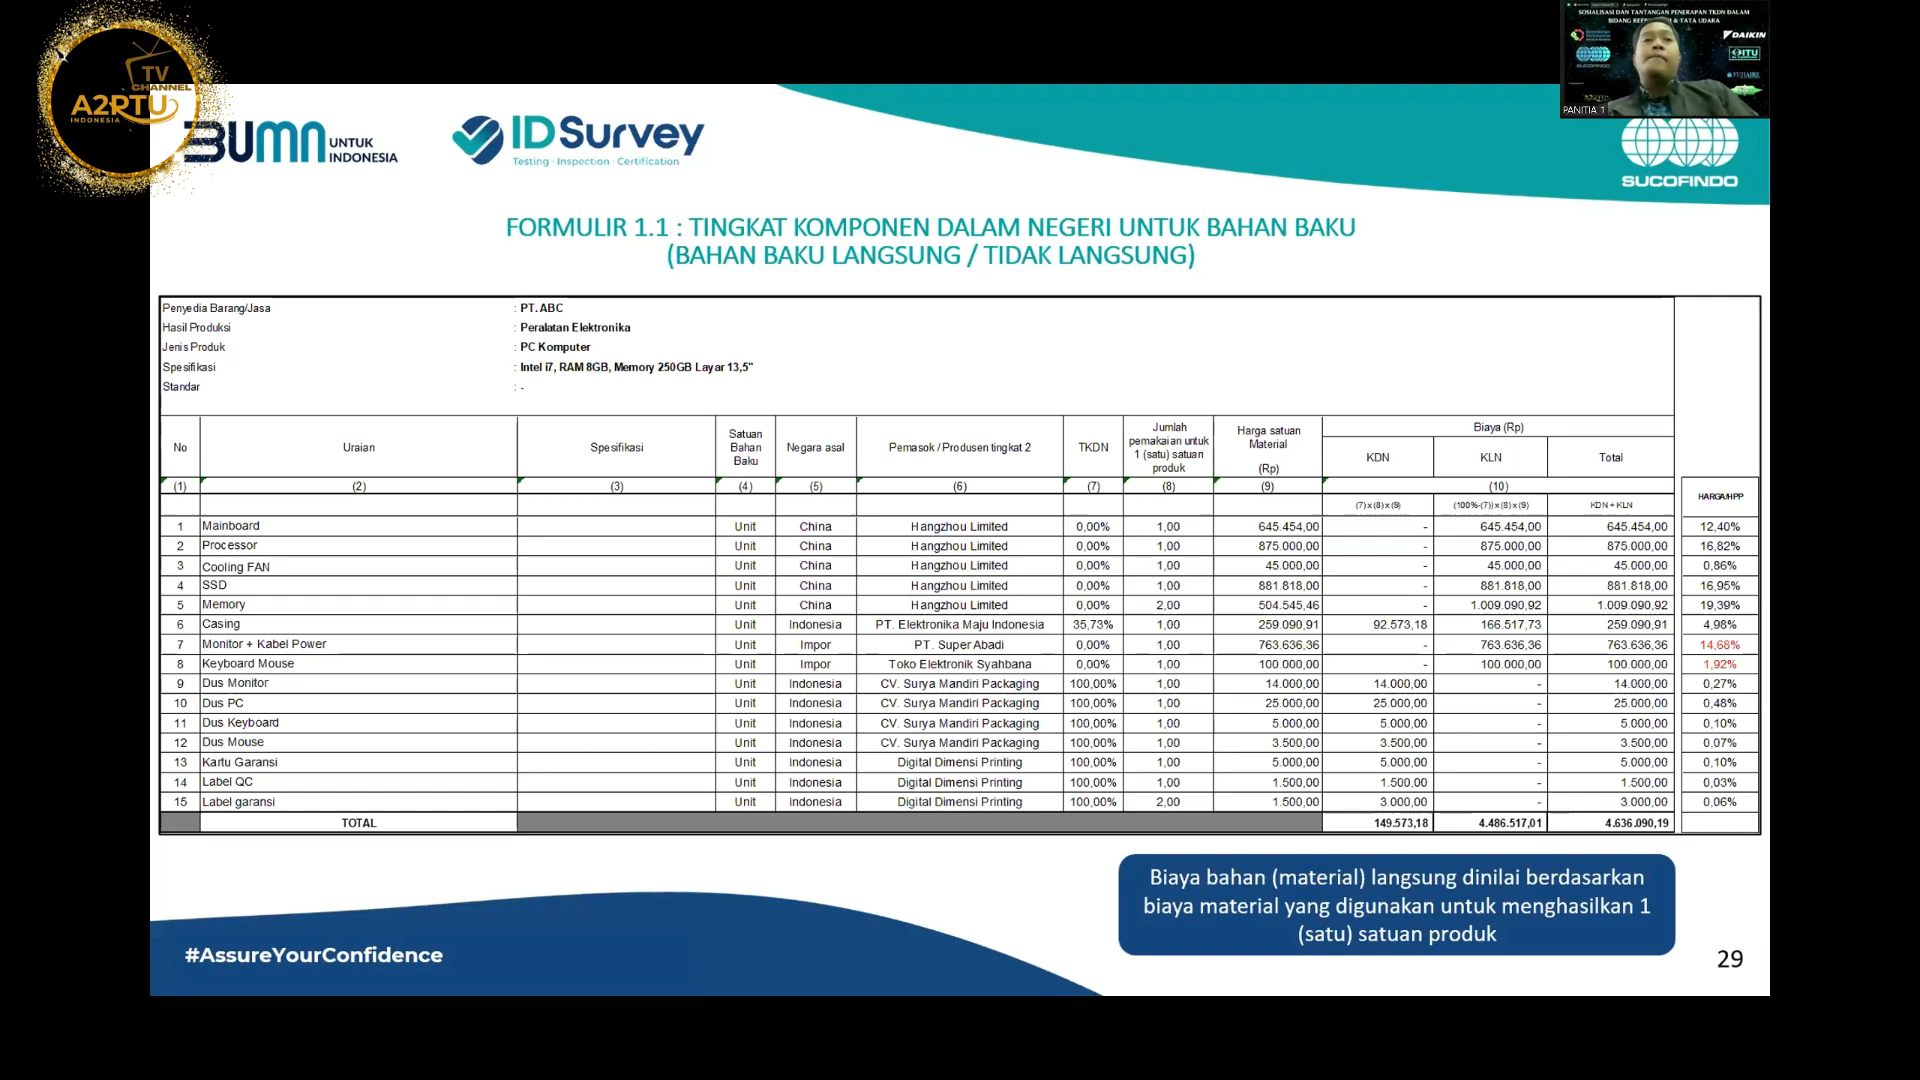 TV
CHANNEL
A2RTU
INDONESIA
BUMN UNTUK INDONESIA
IDSurvey
Testing · Inspection · Certification
SOSIALISASI DAN TANTANGAN PENERAPAN TKDN DALAM
& TATA UDARA
DAIKIN
SUCOFINDO
ITU
FUJIAIRE
PANITIA 1
SUCOFINDO
FORMULIR 1.1 : TINGKAT KOMPONEN DALAM NEGERI UNTUK BAHAN BAKU
(BAHAN BAKU LANGSUNG / TIDAK LANGSUNG)
Penyedia Barang/Jasa : PT. ABC
Hasil Produksi : Peralatan Elektronika
Jenis Produk : PC Komputer
Spesifikasi : Intel i7, RAM 8GB, Memory 250GB Layar 13,5"
Standar : -
No Uraian Spesifikasi Satuan Bahan Baku Negara asal Pemasok / Produsen tingkat 2 TKDN Jumlah pemakaian untuk 1 (satu) satuan produk Harga satuan Material (Rp) Biaya (Rp)
KDN KLN Total
(1) (2) (3) (4) (5) (6) (7) (8) (9) (10) HARGA/HPP
(7) x (8) x (9) (100%-(7)) x (8) x (9) KDN + KLN
1 Mainboard Unit China Hangzhou Limited 0,00% 1,00 645.454,00 - 645.454,00 645.454,00 12,40%
2 Processor Unit China Hangzhou Limited 0,00% 1,00 875.000,00 - 875.000,00 875.000,00 16,82%
3 Cooling FAN Unit China Hangzhou Limited 0,00% 1,00 45.000,00 - 45.000,00 45.000,00 0,86%
4 SSD Unit China Hangzhou Limited 0,00% 1,00 881.818,00 - 881.818,00 881.818,00 16,95%
5 Memory Unit China Hangzhou Limited 0,00% 2,00 504.545,46 - 1.009.090,92 1.009.090,92 19,39%
6 Casing Unit Indonesia PT. Elektronika Maju Indonesia 35,73% 1,00 259.090,91 92.573,18 166.517,73 259.090,91 4,98%
7 Monitor + Kabel Power Unit Impor PT. Super Abadi 0,00% 1,00 763.636,36 - 763.636,36 763.636,36 14,68%
8 Keyboard Mouse Unit Impor Toko Elektronik Syahbana 0,00% 1,00 100.000,00 - 100.000,00 100.000,00 1,92%
9 Dus Monitor Unit Indonesia CV. Surya Mandiri Packaging 100,00% 1,00 14.000,00 14.000,00 - 14.000,00 0,27%
10 Dus PC Unit Indonesia CV. Surya Mandiri Packaging 100,00% 1,00 25.000,00 25.000,00 - 25.000,00 0,48%
11 Dus Keyboard Unit Indonesia CV. Surya Mandiri Packaging 100,00% 1,00 5.000,00 5.000,00 - 5.000,00 0,10%
12 Dus Mouse Unit Indonesia CV. Surya Mandiri Packaging 100,00% 1,00 3.500,00 3.500,00 - 3.500,00 0,07%
13 Kartu Garansi Unit Indonesia Digital Dimensi Printing 100,00% 1,00 5.000,00 5.000,00 - 5.000,00 0,10%
14 Label QC Unit Indonesia Digital Dimensi Printing 100,00% 1,00 1.500,00 1.500,00 - 1.500,00 0,03%
15 Label garansi Unit Indonesia Digital Dimensi Printing 100,00% 2,00 1.500,00 3.000,00 - 3.000,00 0,06%
TOTAL 149.573,18 4.486.517,01 4.636.090,19
Biaya bahan (material) langsung dinilai berdasarkan
biaya material yang digunakan untuk menghasilkan 1
(satu) satuan produk
#AssureYourConfidence
29